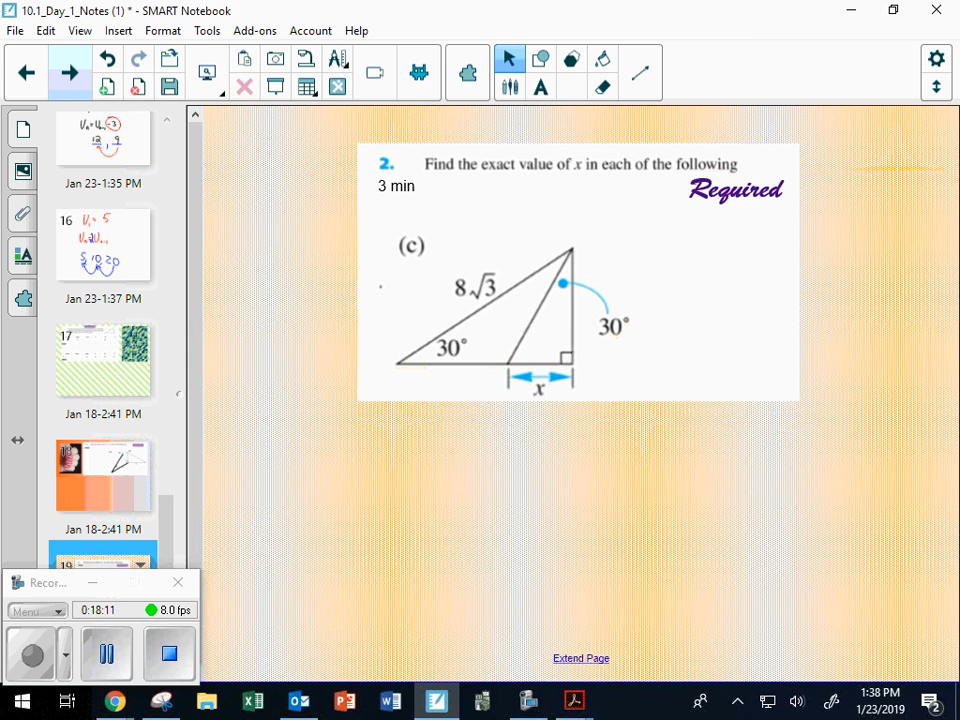 10.1_Day_1_Notes (1) * - SMART Notebook
File Edit View Insert Format Tools Add-ons Account Help
Jan 23-1:35 PM
16
Jan 23-1:37 PM
17
Jan 18-2:41 PM
Jan 18-2:41 PM
19
2. Find the exact value of x in each of the following
3 min
Required
(c)
8√3
30°
30°
x
Extend Page
Recor...
Menu
0:18:11
8.0 fps
1:38 PM
1/23/2019
2